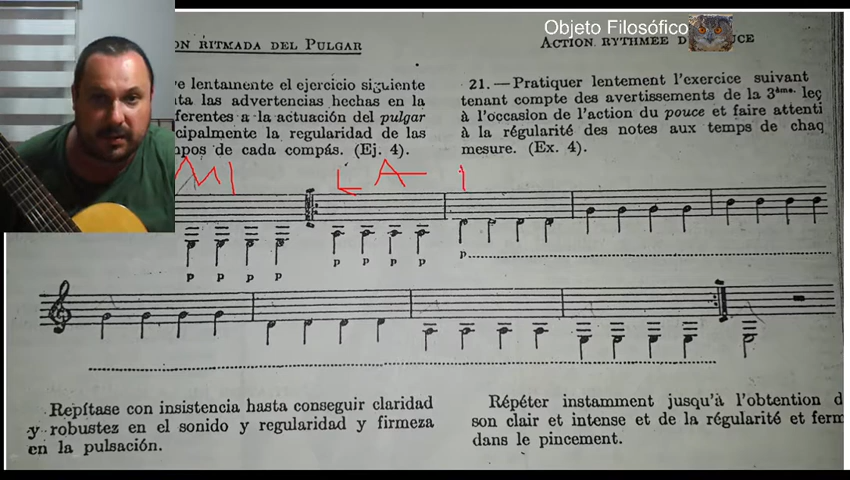 Objeto Filosófico
ON RITMADA DEL PULGAR
lentamente el ejercicio siguiente
las advertencias hechas en la
ferentes a la actuación del pulgar
cipalmente la regularidad de las
mpos de cada compás. (Ej. 4).
ACTION RYTHMÉE D UCE
21. — Pratiquer lentement l'exercice suivant
tenant compte des avertissements de la 3ème. leç
à l'occasion de l'action du pouce et faire attenti
à la régularité des notes aux temps de chaq
mesure. (Ex. 4).
MI LA
p p p p p p p p p
Repítase con insistencia hasta conseguir claridad
y robustez en el sonido y regularidad y firmeza
en la pulsación.
Répéter instamment jusqu'à l'obtention d
son clair et intense et de la régularité et ferm
dans le pincement.